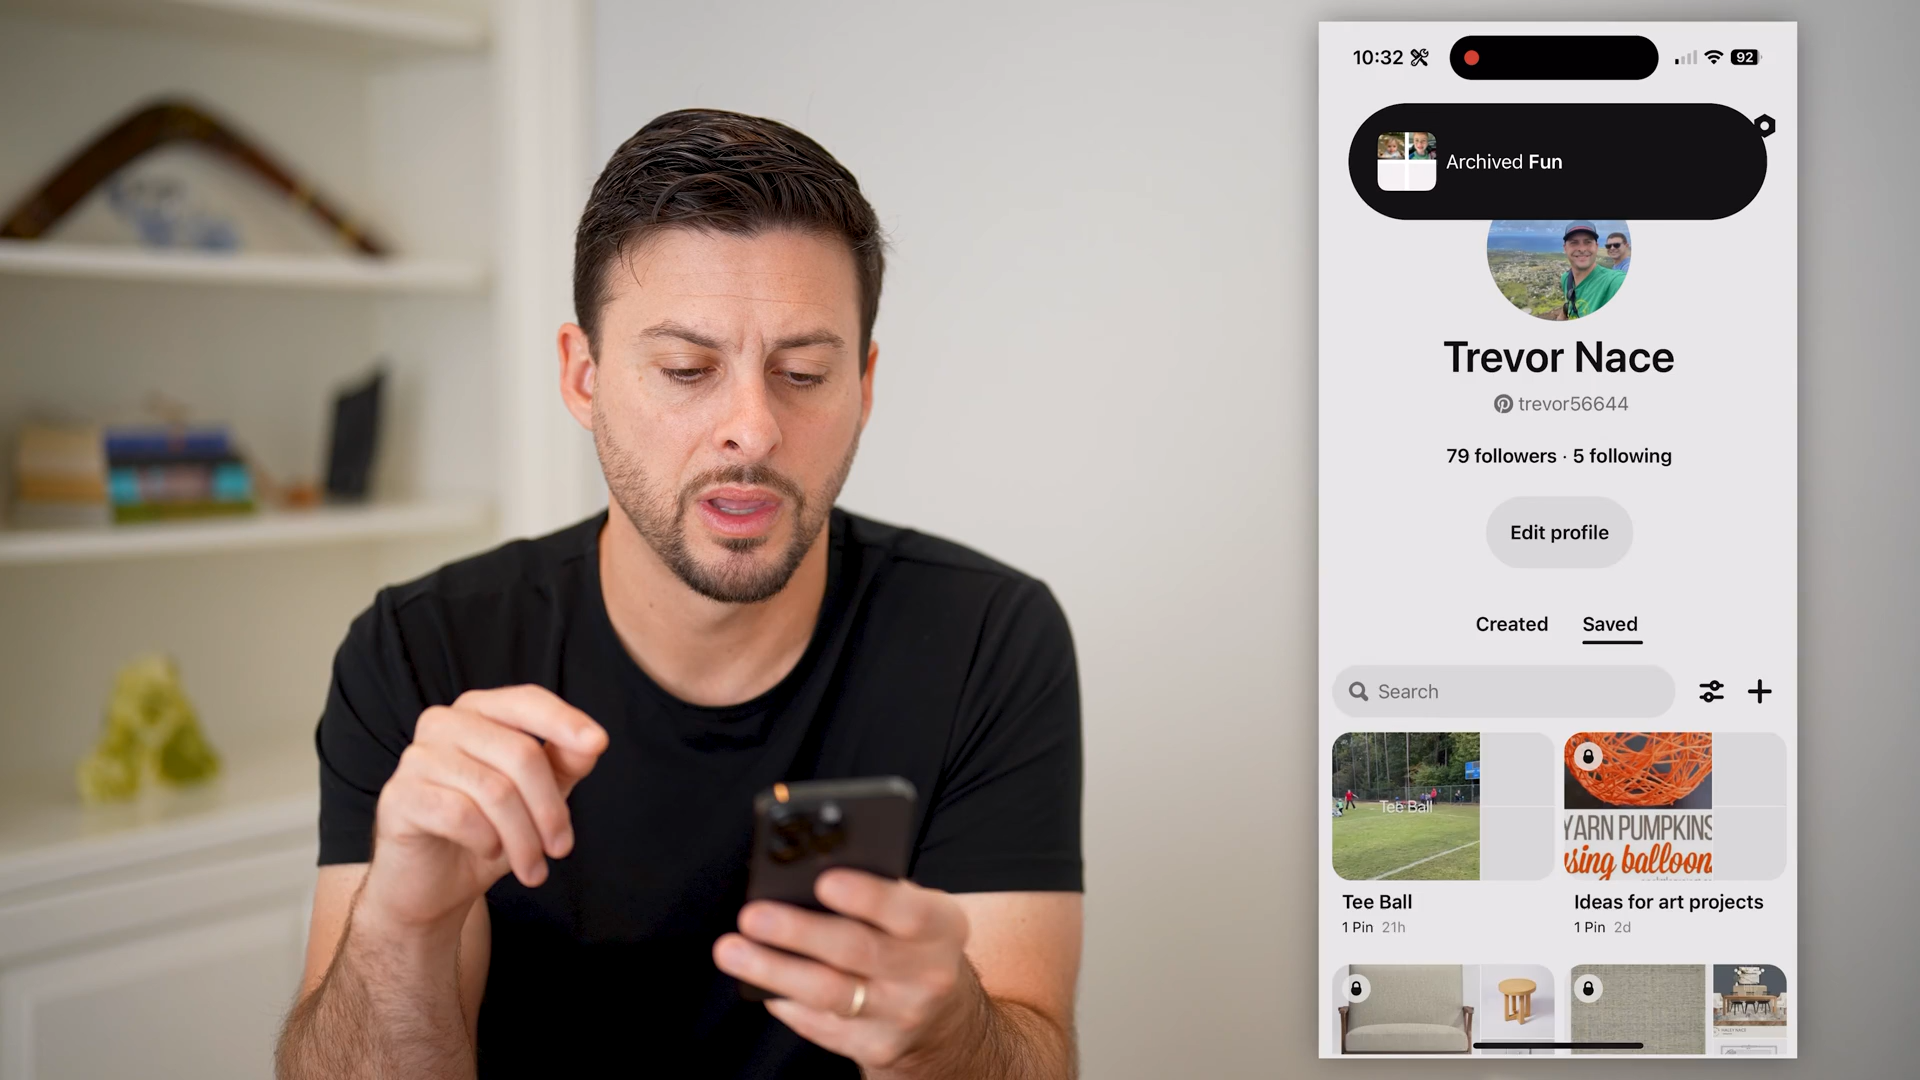 10:32
92
Archived Fun
Trevor Nace
trevor56644
79 followers · 5 following
Edit profile
Created Saved
Search
Tee Ball
YARN PUMPKINS
using balloon
Tee Ball
1 Pin 21h
Ideas for art projects
1 Pin 2d